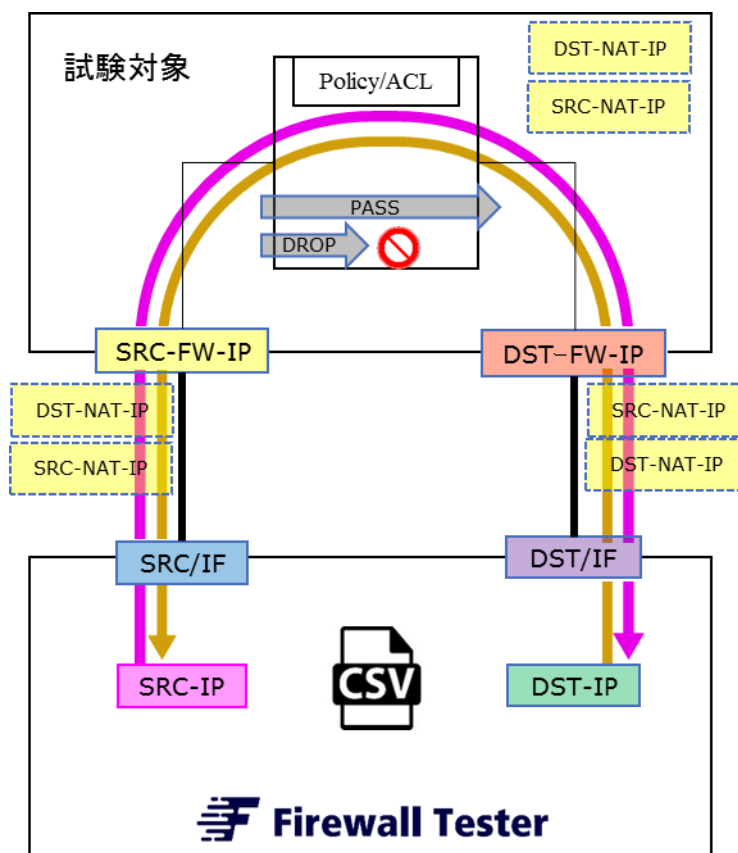 試験対象
Policy/ACL
DST-NAT-IP
SRC-NAT-IP
PASS
DROP
SRC-FW-IP
DST-FW-IP
DST-NAT-IP
SRC-NAT-IP
SRC-NAT-IP
DST-NAT-IP
SRC/IF
DST/IF
SRC-IP
CSV
DST-IP
Firewall Tester